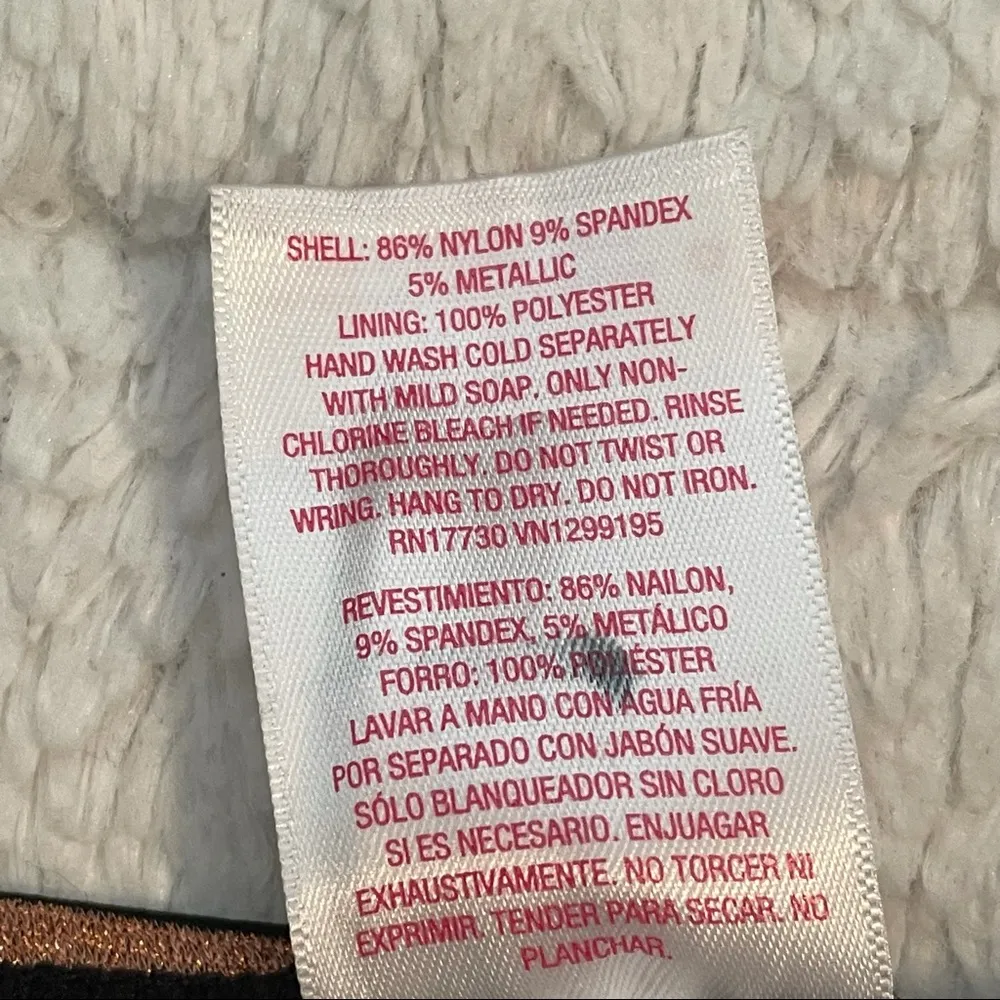 SHELL: 86% NYLON 9% SPANDEX
5% METALLIC
LINING: 100% POLYESTER
HAND WASH COLD SEPARATELY
WITH MILD SOAP. ONLY NON-
CHLORINE BLEACH IF NEEDED. RINSE
THOROUGHLY. DO NOT TWIST OR
WRING. HANG TO DRY. DO NOT IRON.
RN17730 VN1299195
REVESTIMIENTO: 86% NAILON,
9% SPANDEX, 5% METÁLICO
FORRO: 100% POLIÉSTER
LAVAR A MANO CON AGUA FRÍA
POR SEPARADO CON JABÓN SUAVE.
SÓLO BLANQUEADOR SIN CLORO
SI ES NECESARIO. ENJUAGAR
EXHAUSTIVAMENTE. NO TORCER NI
EXPRIMIR. TENDER PARA SECAR. NO
PLANCHAR.